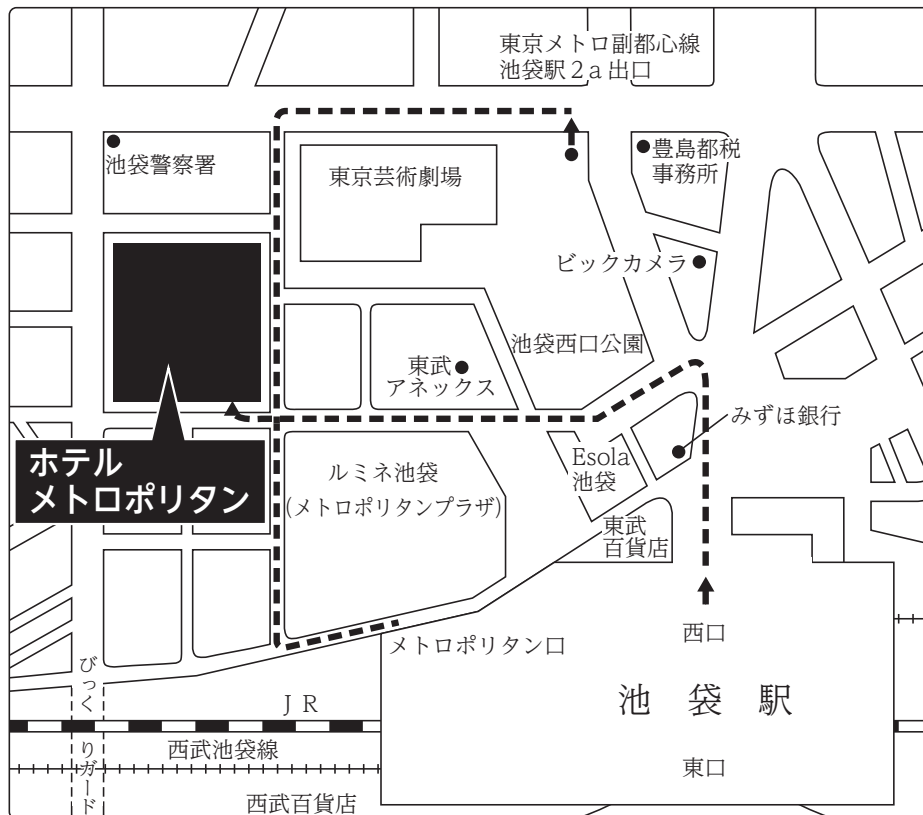 東京メトロ副都心線
池袋駅2a出口
池袋警察署
東京芸術劇場
豊島都税
事務所
ビックカメラ
池袋西口公園
東武
アネックス
みずほ銀行
ホテル
メトロポリタン
ルミネ池袋
(メトロポリタンプラザ)
Esola
池袋
東武
百貨店
西口
メトロポリタン口
池袋駅
びっくりガード
JR
西武池袋線
東口
西武百貨店